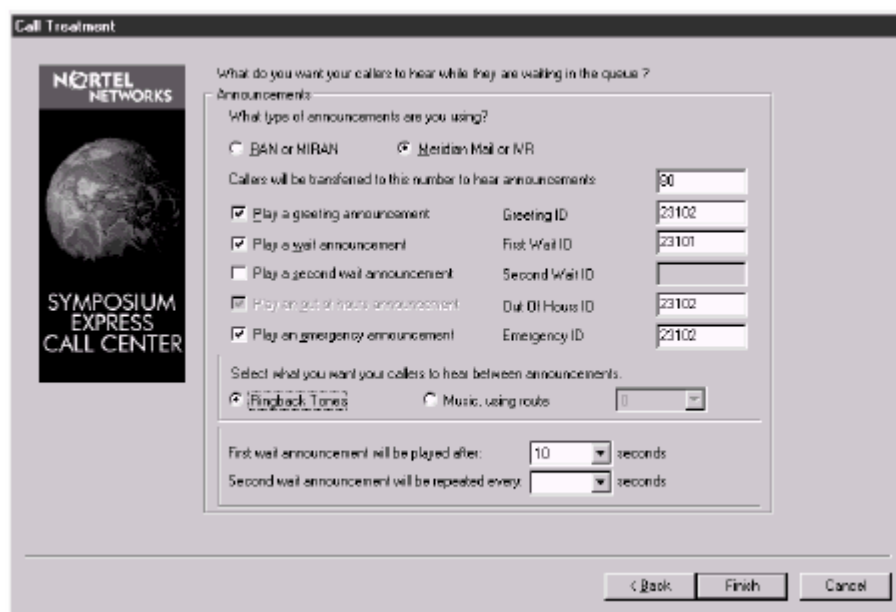 Call Treatment
NORTEL
NETWORKS
SYMPOSIUM
EXPRESS
CALL CENTER
What do you want your callers to hear while they are waiting in the queue ?
Announcements
What type of announcements are you using?
RAN or MIRAN
Meridian Mail or IVR
Callers will be transferred to this number to hear announcements 90
Play a greeting announcement Greeting ID 23102
Play a wait announcement First Wait ID 23101
Play a second wait announcement Second Wait ID
Play an out of hours announcement Out Of Hours ID 23102
Play an emergency announcement Emergency ID 23102
Select what you want your callers to hear between announcements.
Ringback Tones
Music, using route 0
First wait announcement will be played after: 10 seconds
Second wait announcement will be repeated every: seconds
< Back
Finish
Cancel